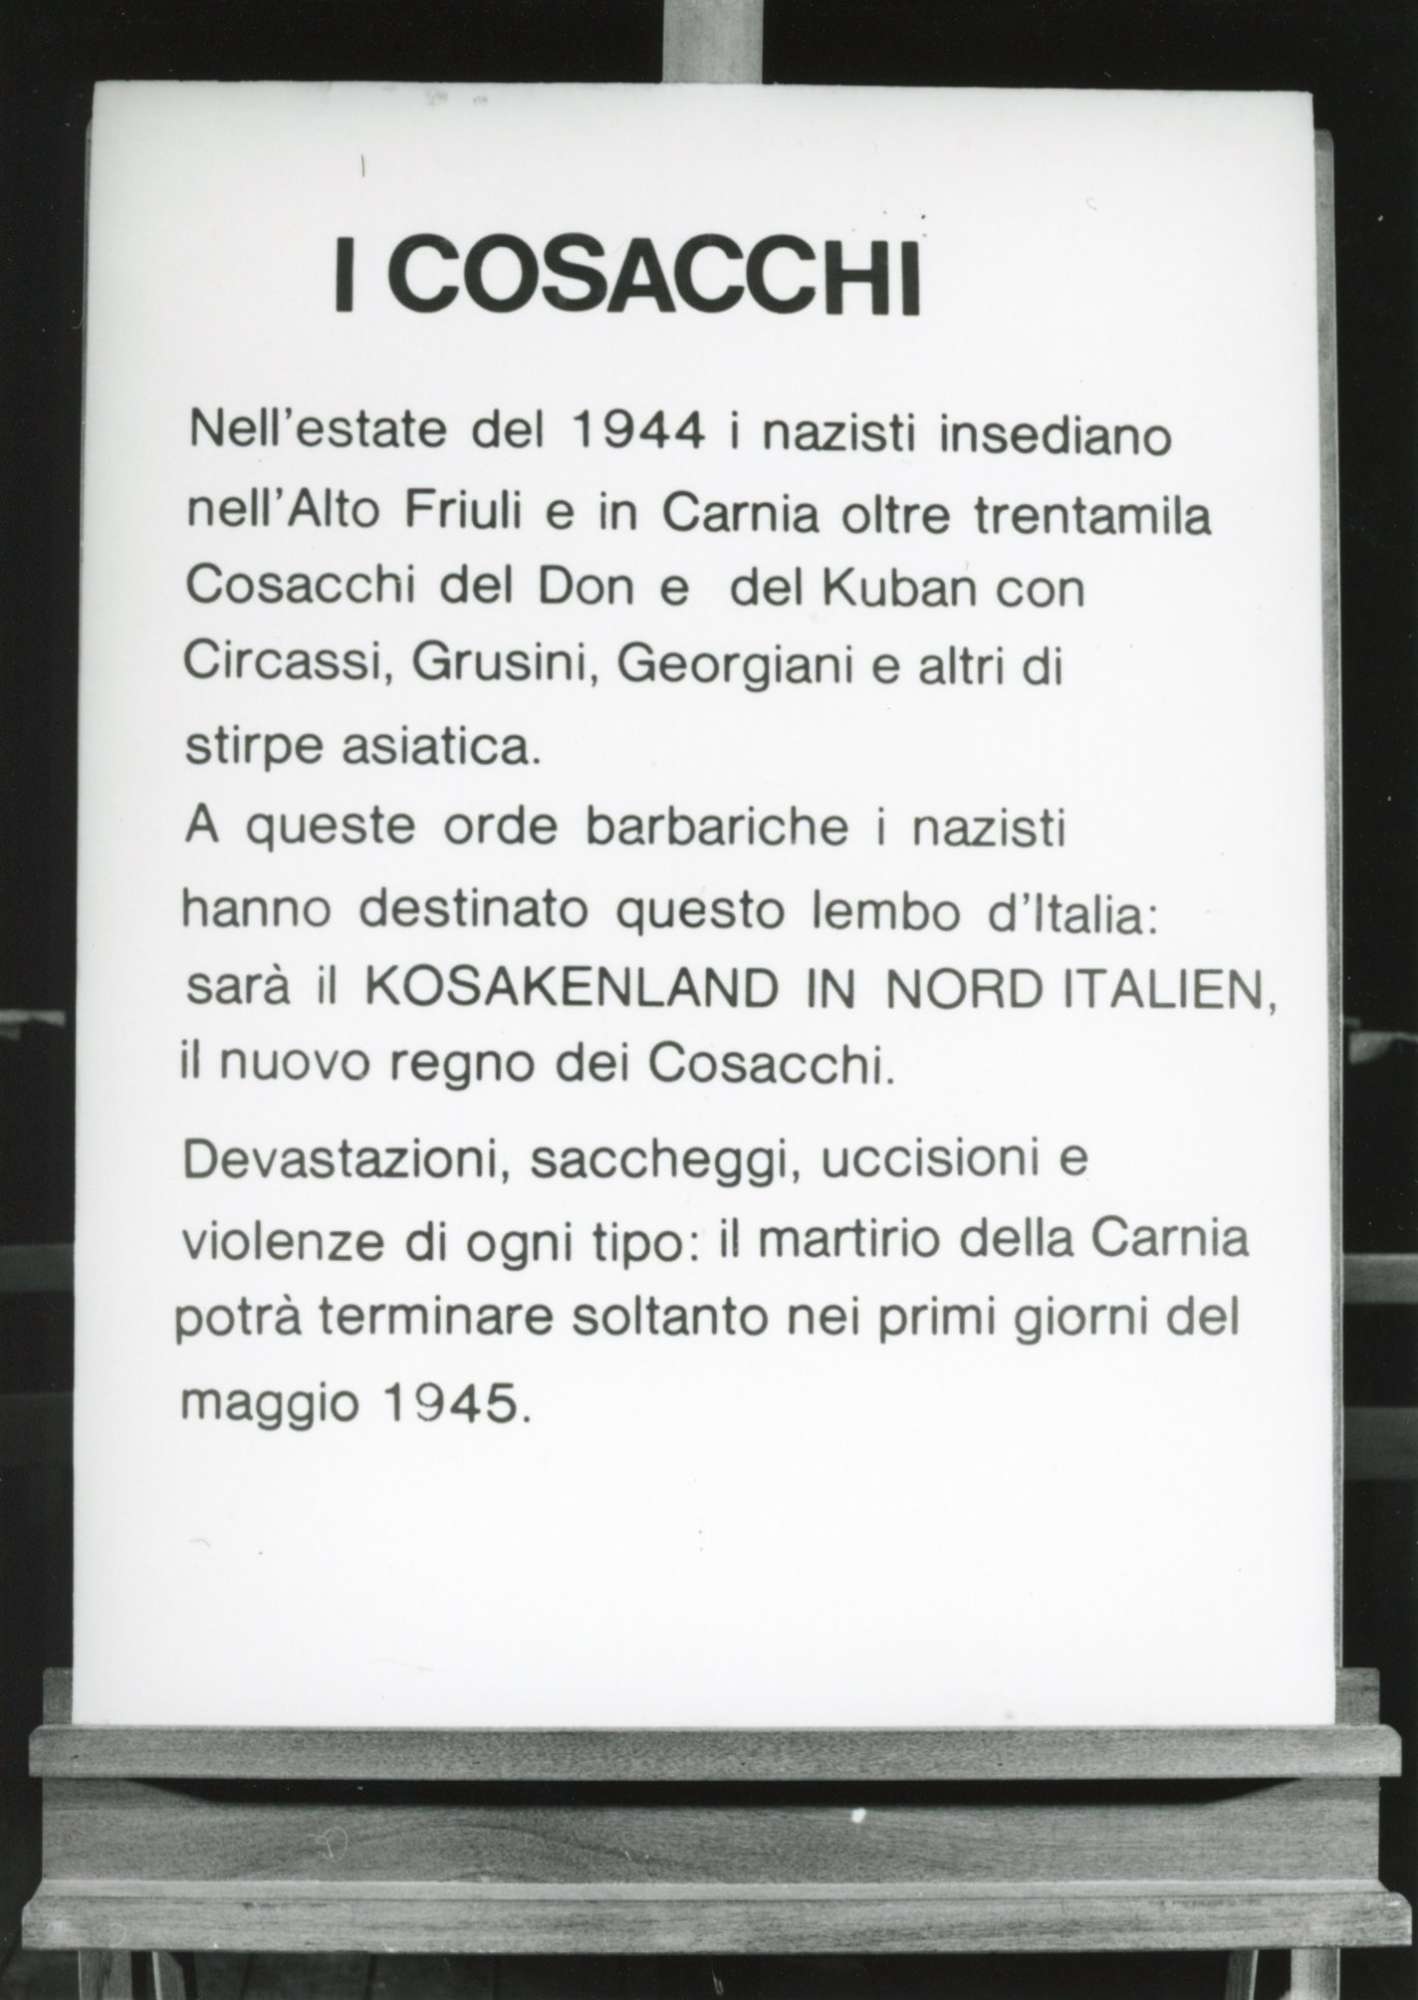 I COSACCHI
Nell'estate del 1944 i nazisti insediano
nell'Alto Friuli e in Carnia oltre trentamila
Cosacchi del Don e del Kuban con
Circassi, Grusini, Georgiani e altri di
stirpe asiatica.
A queste orde barbariche i nazisti
hanno destinato questo lembo d'Italia:
sarà il KOSAKENLAND IN NORD ITALIEN,
il nuovo regno dei Cosacchi.
Devastazioni, saccheggi, uccisioni e
violenze di ogni tipo: il martirio della Carnia
potrà terminare soltanto nei primi giorni del
maggio 1945.